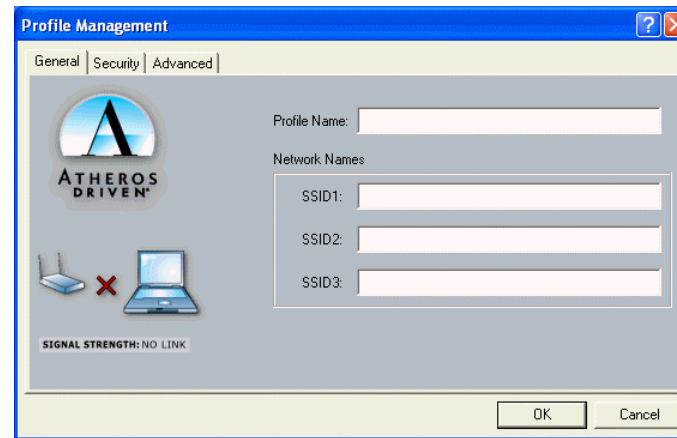 Profile Management
General Security Advanced
ATHEROS
DRIVEN
Profile Name:
Network Names
SSID1:
SSID2:
SSID3:
SIGNAL STRENGTH: NO LINK
OK Cancel